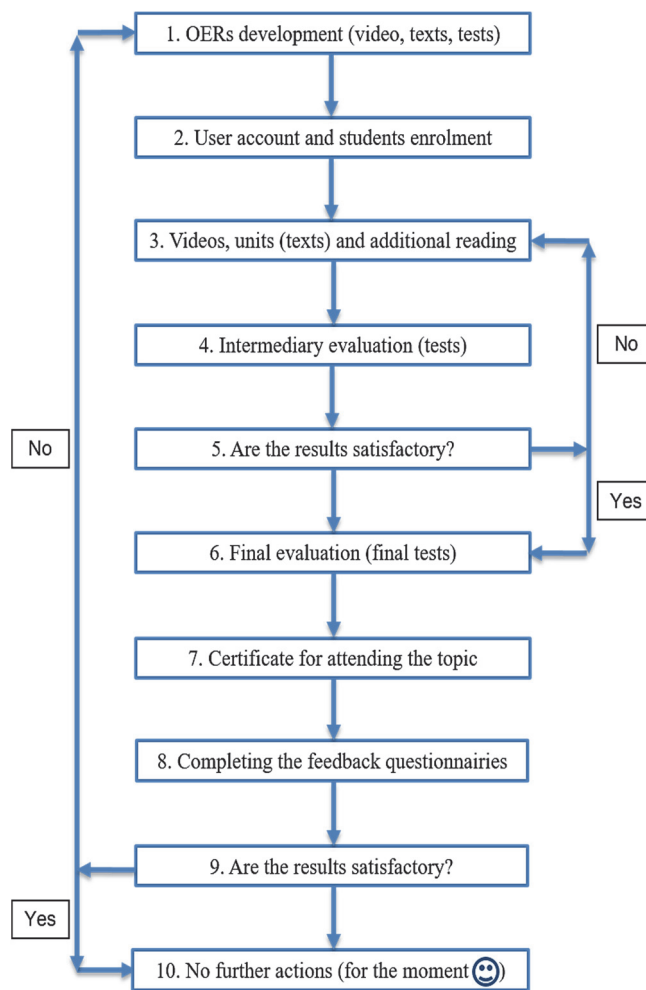 1. OERs development (video, texts, tests)
2. User account and students enrolment
3. Videos, units (texts) and additional reading
4. Intermediary evaluation (tests)
No
5. Are the results satisfactory?
No
Yes
6. Final evaluation (final tests)
7. Certificate for attending the topic
8. Completing the feedback questionnairies
9. Are the results satisfactory?
Yes
10. No further actions (for the moment )